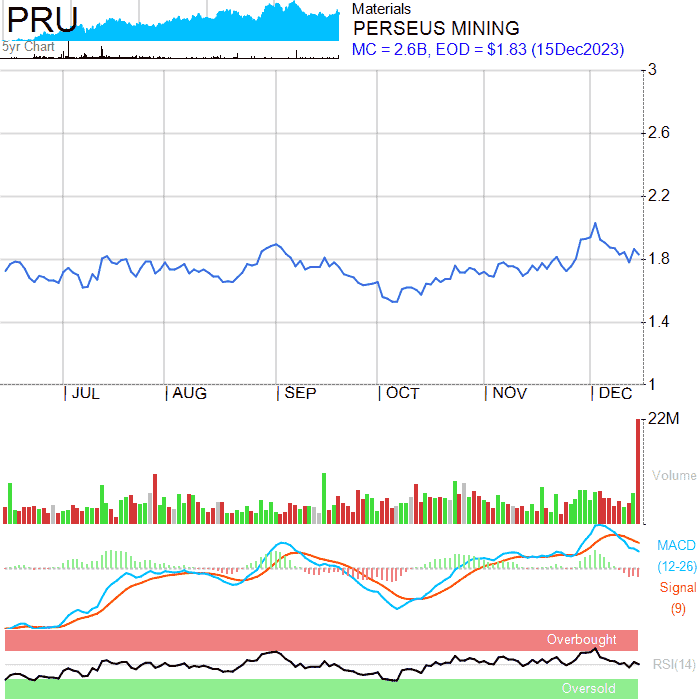 PRU
5yr Chart
Materials
PERSEUS MINING
MC = 2.6B, EOD = $1.83 (15Dec2023)
3
2.6
2.2
1.8
1.4
1
JUL AUG SEP OCT NOV DEC
22M
Volume
MACD
(12-26)
Signal
(9)
Overbought
RSI(14)
Oversold